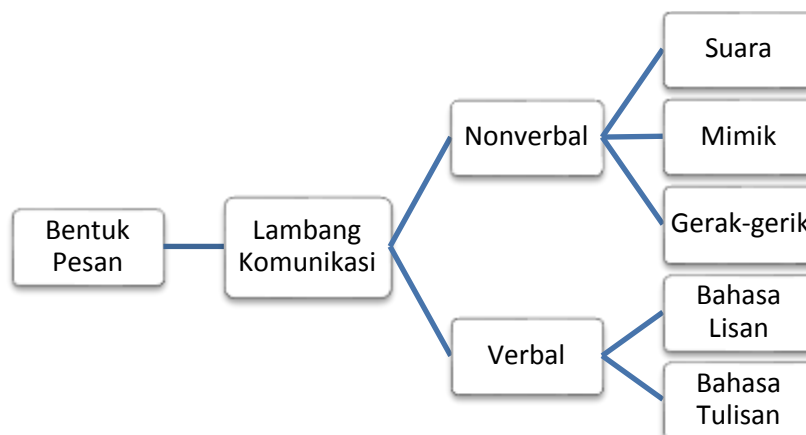 Bentuk
Pesan
Lambang
Komunikasi
Nonverbal
Suara
Mimik
Gerak-gerik
Verbal
Bahasa
Lisan
Bahasa
Tulisan